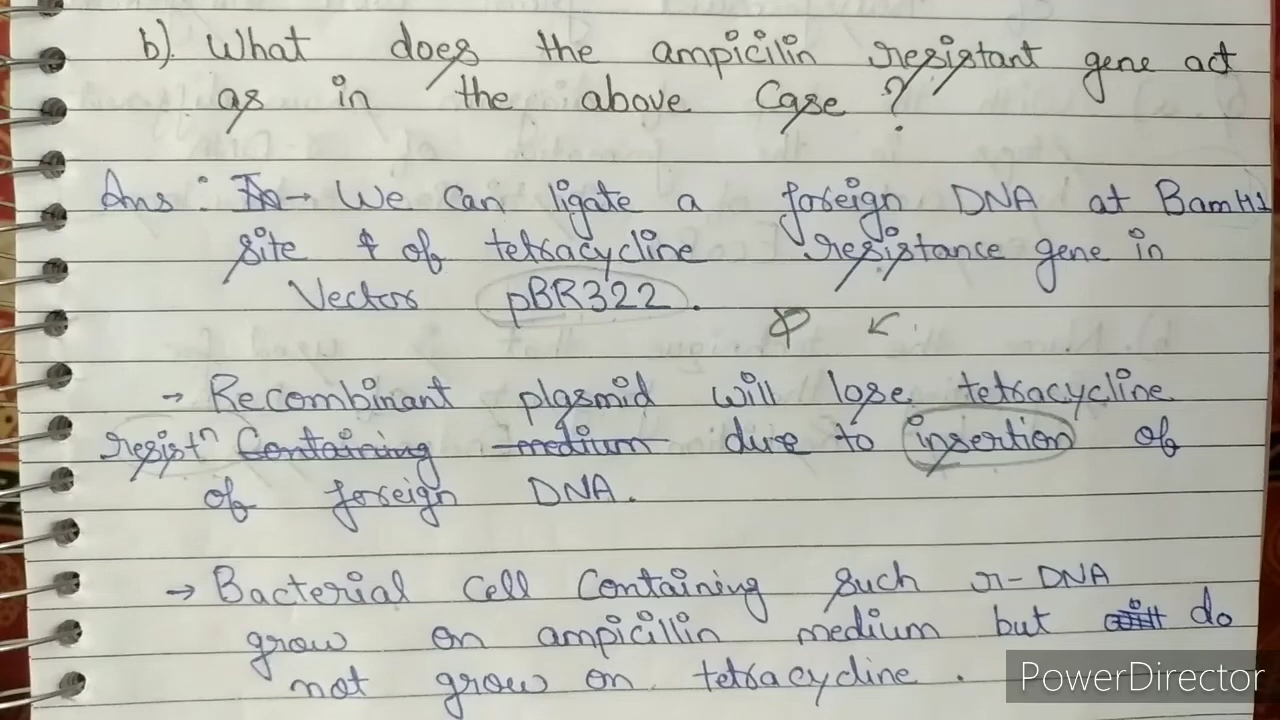 b). What does the ampicilin resistant gene act
as in the above Case ?
Ans : → We Can ligate a foreign DNA at BamH1
site of tetracycline resistance gene in
Vectors pBR322.
→ Recombinant plasmid will lose tetracycline
resistⁿ Containing medium due to insertion of
of foreign DNA.
→ Bacterial Cell Containing such r-DNA
grow on ampicillin medium but do
not grow on tetracycline .
PowerDirector